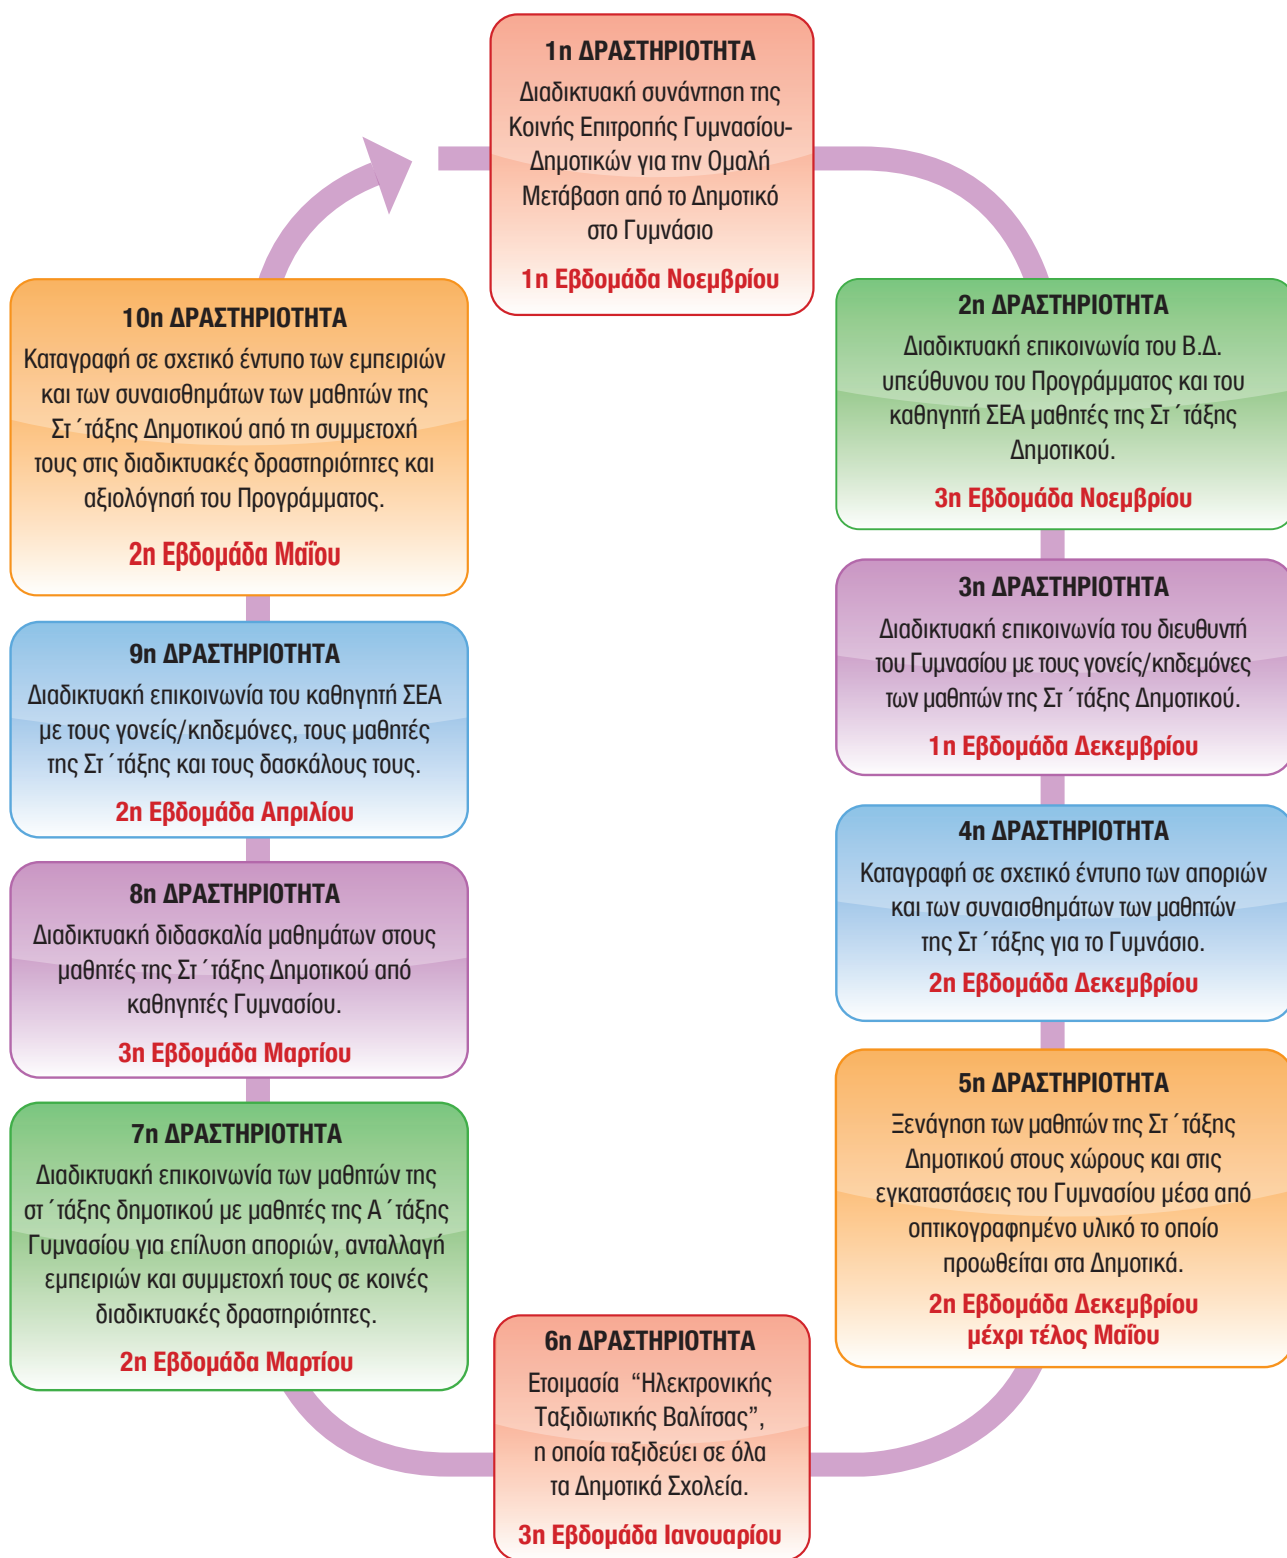 1η ΔΡΑΣΤΗΡΙΟΤΗΤΑ
Διαδικτυακή συνάντηση της
Κοινής Επιτροπής Γυμνασίου-
Δημοτικών για την Ομαλή
Μετάβαση από το Δημοτικό
στο Γυμνάσιο
1η Εβδομάδα Νοεμβρίου
2η ΔΡΑΣΤΗΡΙΟΤΗΤΑ
Διαδικτυακή επικοινωνία του Β.Δ.
υπεύθυνου του Προγράμματος και του
καθηγητή ΣΕΑ μαθητές της Στ ΄τάξης
Δημοτικού.
3η Εβδομάδα Νοεμβρίου
3η ΔΡΑΣΤΗΡΙΟΤΗΤΑ
Διαδικτυακή επικοινωνία του διευθυντή
του Γυμνασίου με τους γονείς/κηδεμόνες
των μαθητών της Στ ΄τάξης Δημοτικού.
1η Εβδομάδα Δεκεμβρίου
4η ΔΡΑΣΤΗΡΙΟΤΗΤΑ
Καταγραφή σε σχετικό έντυπο των αποριών
και των συναισθημάτων των μαθητών
της Στ ΄τάξης για το Γυμνάσιο.
2η Εβδομάδα Δεκεμβρίου
5η ΔΡΑΣΤΗΡΙΟΤΗΤΑ
Ξενάγηση των μαθητών της Στ ΄τάξης
Δημοτικού στους χώρους και στις
εγκαταστάσεις του Γυμνασίου μέσα από
οπτικογραφημένο υλικό το οποίο
προωθείται στα Δημοτικά.
2η Εβδομάδα Δεκεμβρίου
μέχρι τέλος Μαΐου
6η ΔΡΑΣΤΗΡΙΟΤΗΤΑ
Ετοιμασία “Ηλεκτρονικής
Ταξιδιωτικής Βαλίτσας”,
η οποία ταξιδεύει σε όλα
τα Δημοτικά Σχολεία.
3η Εβδομάδα Ιανουαρίου
7η ΔΡΑΣΤΗΡΙΟΤΗΤΑ
Διαδικτυακή επικοινωνία των μαθητών της
στ ΄τάξης δημοτικού με μαθητές της Α ΄τάξης
Γυμνασίου για επίλυση αποριών, ανταλλαγή
εμπειριών και συμμετοχή τους σε κοινές
διαδικτυακές δραστηριότητες.
2η Εβδομάδα Μαρτίου
8η ΔΡΑΣΤΗΡΙΟΤΗΤΑ
Διαδικτυακή διδασκαλία μαθημάτων στους
μαθητές της Στ ΄τάξης Δημοτικού από
καθηγητές Γυμνασίου.
3η Εβδομάδα Μαρτίου
9η ΔΡΑΣΤΗΡΙΟΤΗΤΑ
Διαδικτυακή επικοινωνία του καθηγητή ΣΕΑ
με τους γονείς/κηδεμόνες, τους μαθητές
της Στ ΄τάξης και τους δασκάλους τους.
2η Εβδομάδα Απριλίου
10η ΔΡΑΣΤΗΡΙΟΤΗΤΑ
Καταγραφή σε σχετικό έντυπο των εμπειριών
και των συναισθημάτων των μαθητών της
Στ ΄τάξης Δημοτικού από τη συμμετοχή
τους στις διαδικτυακές δραστηριότητες και
αξιολόγησή του Προγράμματος.
2η Εβδομάδα Μαΐου